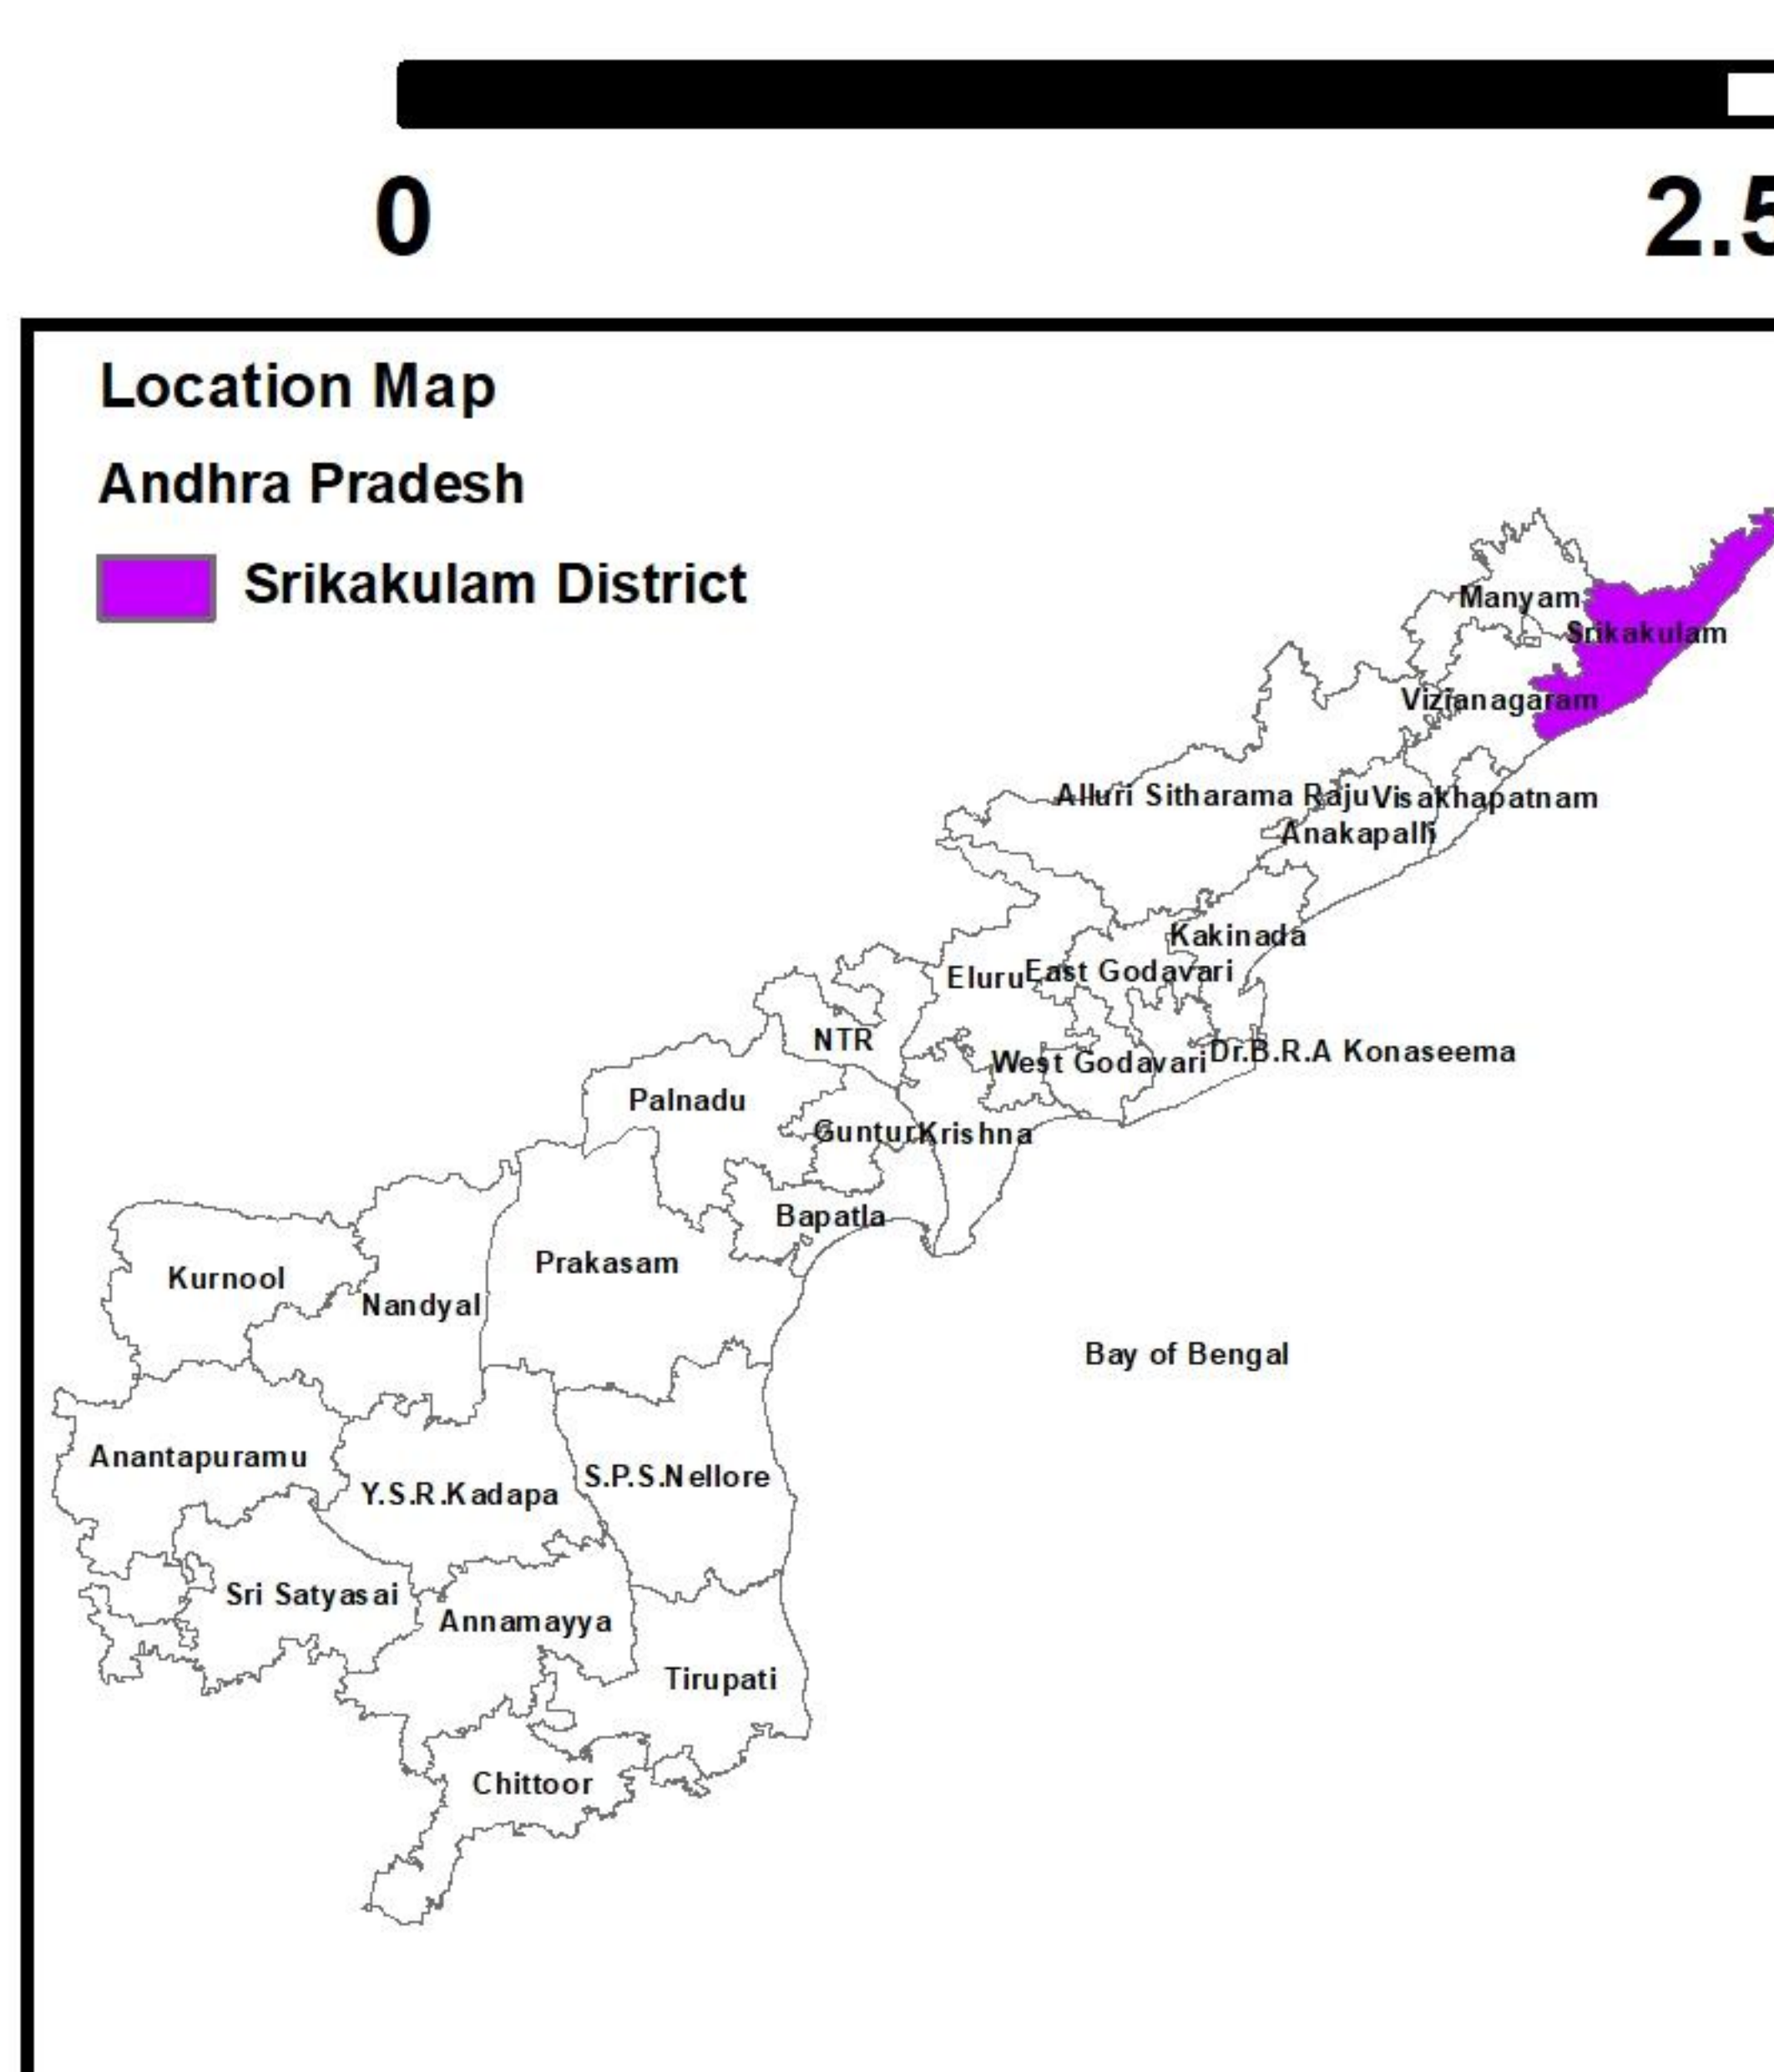 0
2.5
Location Map
Andhra Pradesh
Srikakulam District
Manyam
Srikakulam
Vizianagaram
Alluri Sitharama Raju
Visakhapatnam
Anakapalli
Kakinada
Eluru
East Godavari
NTR
West Godavari
Dr.B.R.A Konaseema
Palnadu
Guntur
Krishna
Bapatla
Prakasam
Kurnool
Nandyal
Bay of Bengal
Anantapuramu
Y.S.R.Kadapa
S.P.S.Nellore
Sri Satyasai
Annamayya
Tirupati
Chittoor